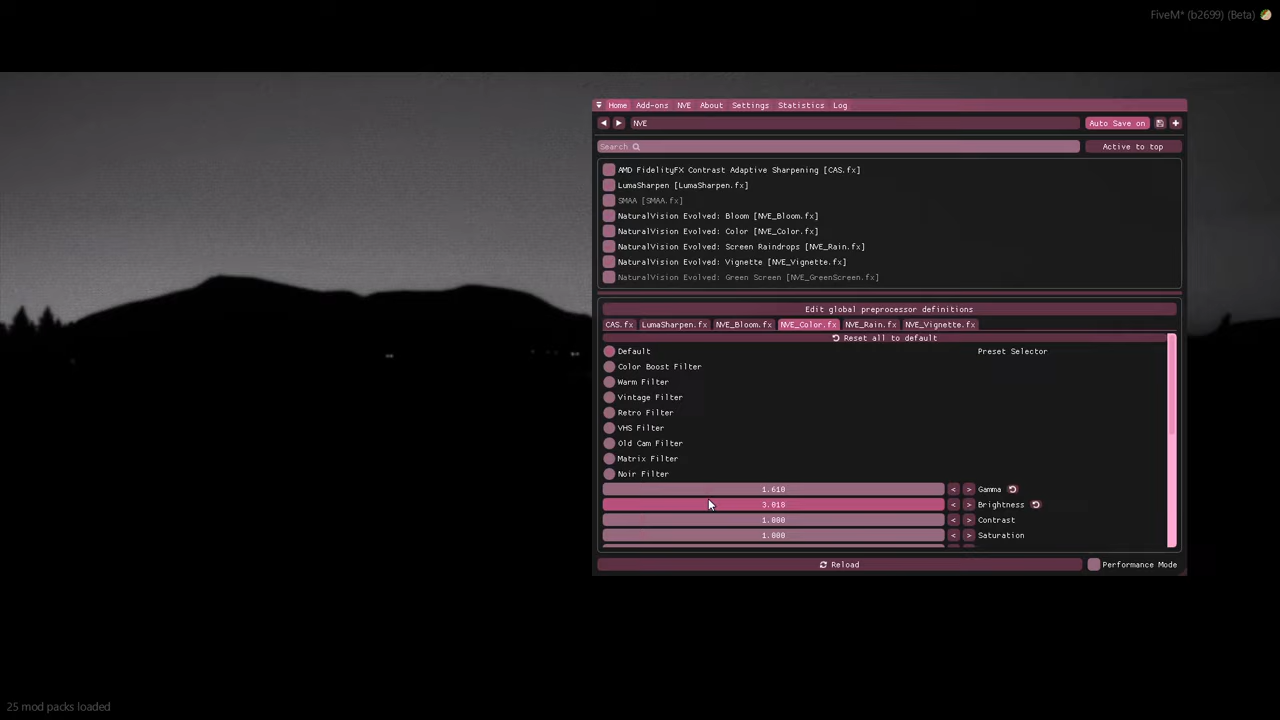 FiveM* (b2699) (Beta)
Home Add-ons NVE About Settings Statistics Log
NVE Auto Save on
Search Active to top
AMD FidelityFX Contrast Adaptive Sharpening [CAS.fx]
LumaSharpen [LumaSharpen.fx]
SMAA [SMAA.fx]
NaturalVision Evolved: Bloom [NVE_Bloom.fx]
NaturalVision Evolved: Color [NVE_Color.fx]
NaturalVision Evolved: Screen Raindrops [NVE_Rain.fx]
NaturalVision Evolved: Vignette [NVE_Vignette.fx]
NaturalVision Evolved: Green Screen [NVE_GreenScreen.fx]
Edit global preprocessor definitions
CAS.fx LumaSharpen.fx NVE_Bloom.fx NVE_Color.fx NVE_Rain.fx NVE_Vignette.fx
Reset all to default
Default Preset Selector
Color Boost Filter
Warm Filter
Vintage Filter
Retro Filter
VHS Filter
Old Cam Filter
Matrix Filter
Noir Filter
1.610 < > Gamma
3.018 < > Brightness
1.000 < > Contrast
1.000 < > Saturation
Reload Performance Mode
25 mod packs loaded